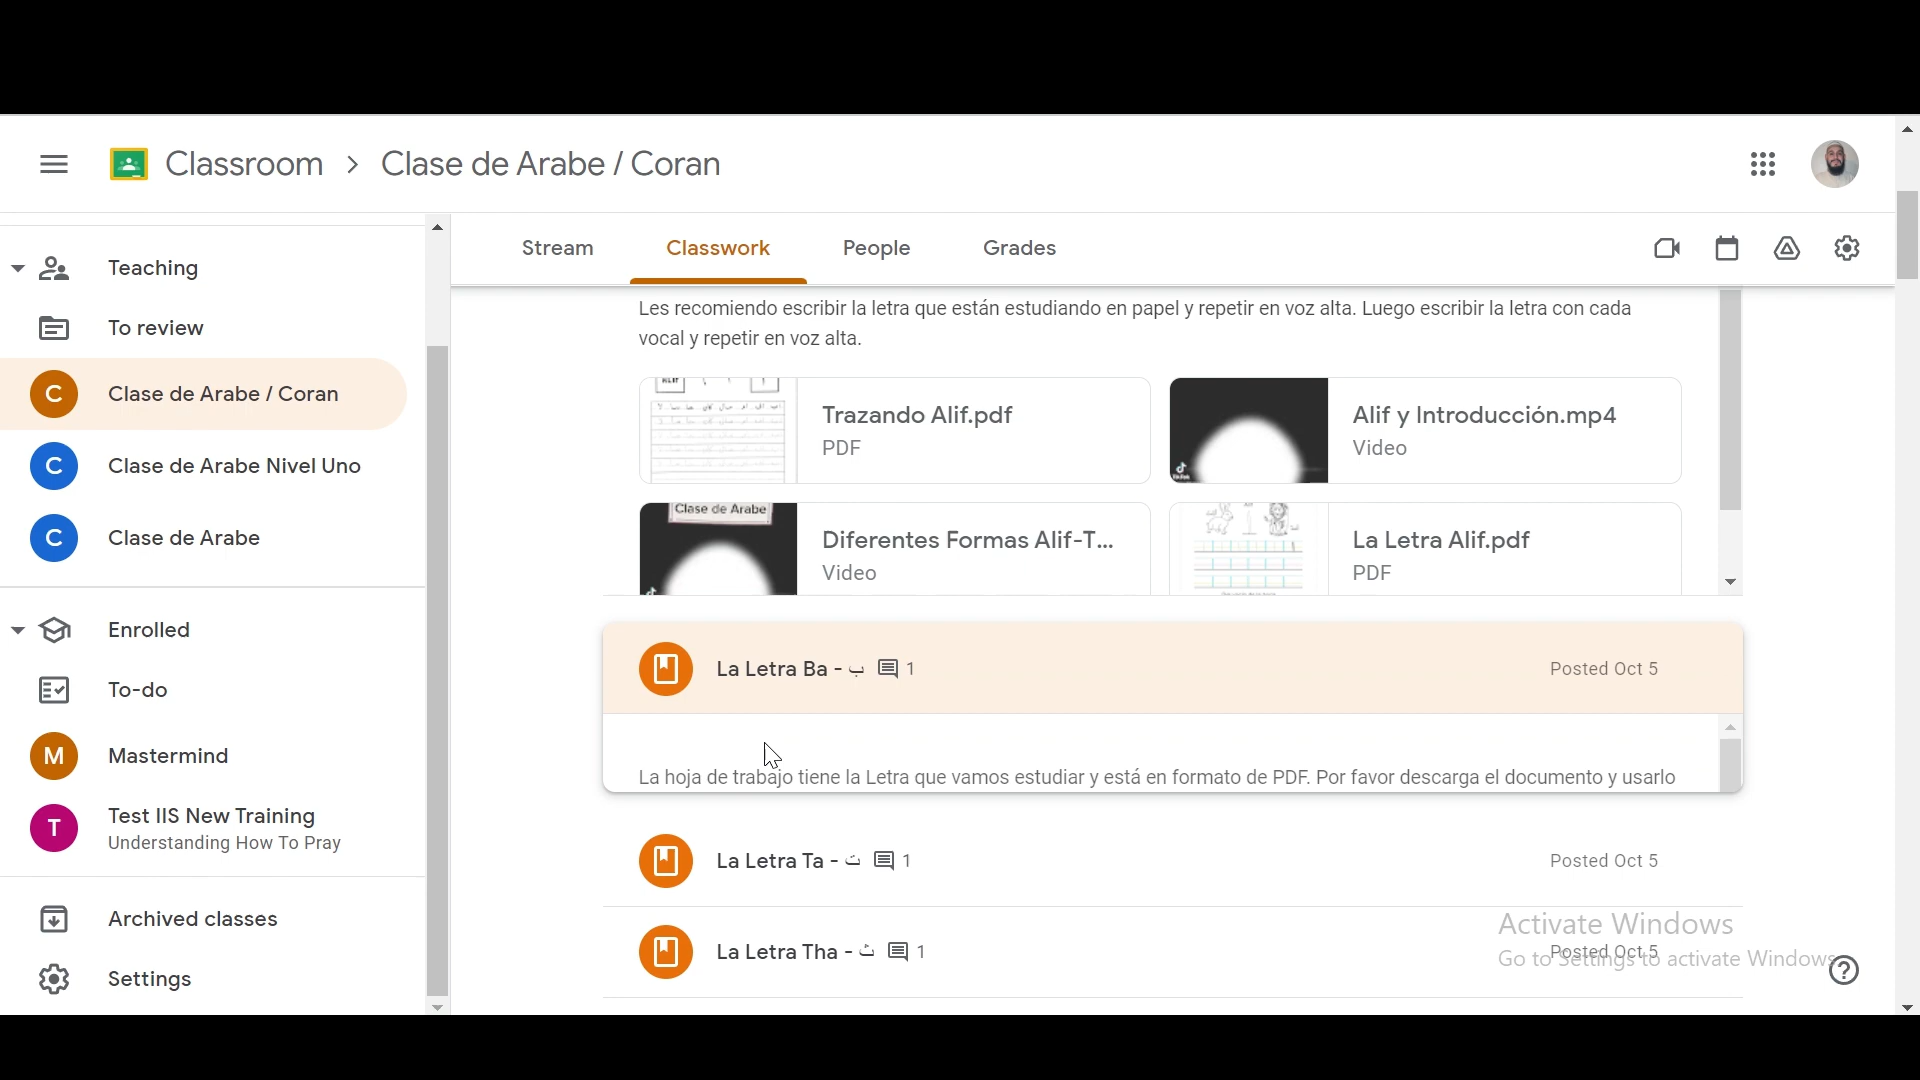 Classroom > Clase de Arabe / Coran
Stream Classwork People Grades
Teaching
To review
C Clase de Arabe / Coran
C Clase de Arabe Nivel Uno
C Clase de Arabe
Enrolled
To-do
M Mastermind
T Test IIS New Training
Understanding How To Pray
Archived classes
Settings
Les recomiendo escribir la letra que están estudiando en papel y repetir en voz alta. Luego escribir la letra con cada
vocal y repetir en voz alta.
Trazando Alif.pdf
PDF
Alif y Introducción.mp4
Video
Clase de Arabe
Diferentes Formas Alif-T...
Video
La Letra Alif.pdf
PDF
La Letra Ba - ب 1 Posted Oct 5
La hoja de trabajo tiene la Letra que vamos estudiar y está en formato de PDF. Por favor descarga el documento y usarlo
La Letra Ta - ت 1 Posted Oct 5
La Letra Tha - ث 1 Posted Oct 5
Activate Windows
Go to Settings to activate Windows